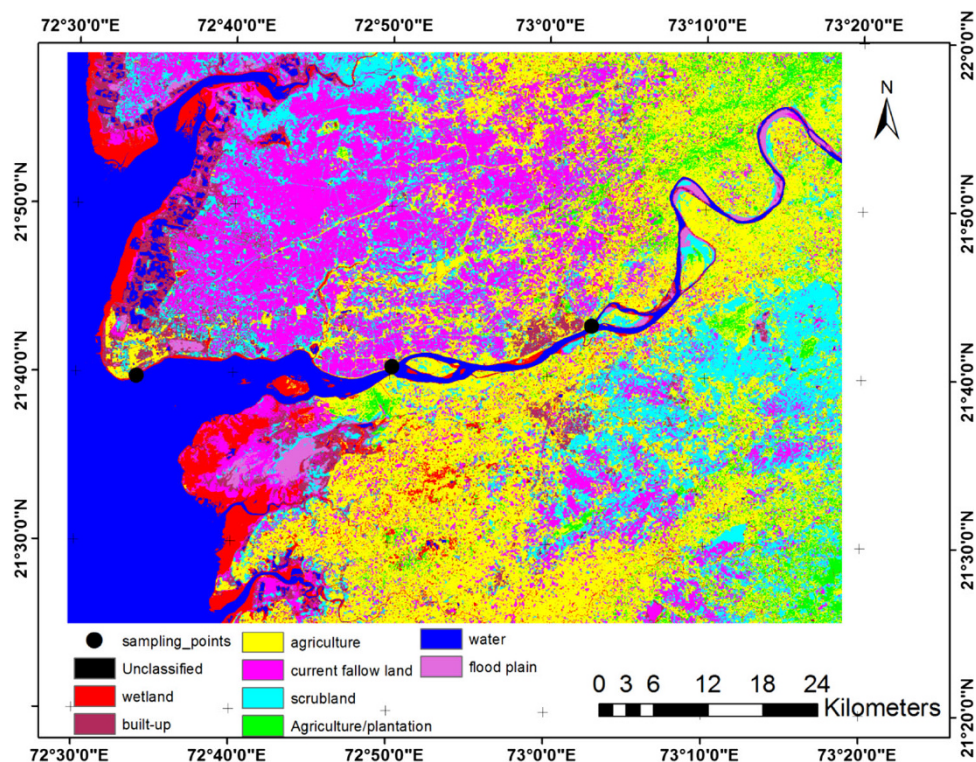 72°30'0"E 72°40'0"E 72°50'0"E 73°0'0"E 73°10'0"E 73°20'0"E
22°0'0"N
N
21°50'0"N 21°50'0"N
21°40'0"N 21°40'0"N
21°30'0"N 21°30'0"N
sampling_points agriculture water
Unclassified current fallow land flood plain
wetland scrubland
built-up Agriculture/plantation
0 3 6 12 18 24
Kilometers
21°20'0"N
72°30'0"E 72°40'0"E 72°50'0"E 73°0'0"E 73°10'0"E 73°20'0"E